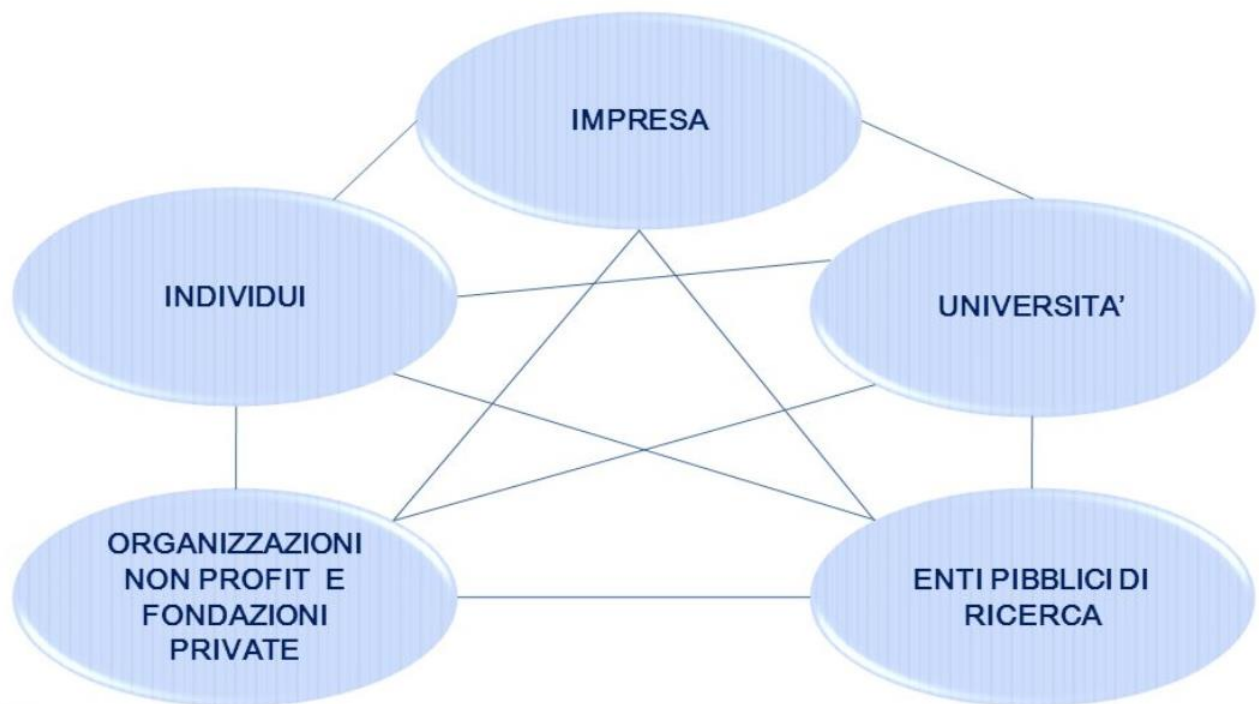 IMPRESA
INDIVIDUI
UNIVERSITA’
ORGANIZZAZIONI
NON PROFIT E
FONDAZIONI
PRIVATE
ENTI PIBBLICI DI
RICERCA